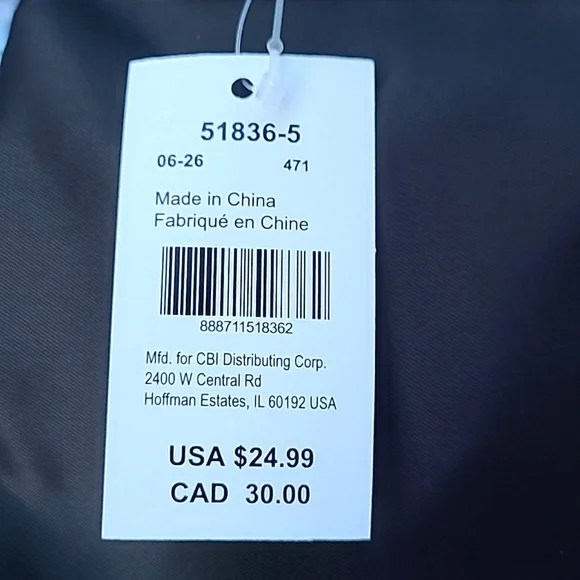 51836-5
06-26 471
Made in China
Fabriqué en Chine
888711518362
Mfd. for CBI Distributing Corp.
2400 W Central Rd
Hoffman Estates, IL 60192 USA
USA $24.99
CAD 30.00